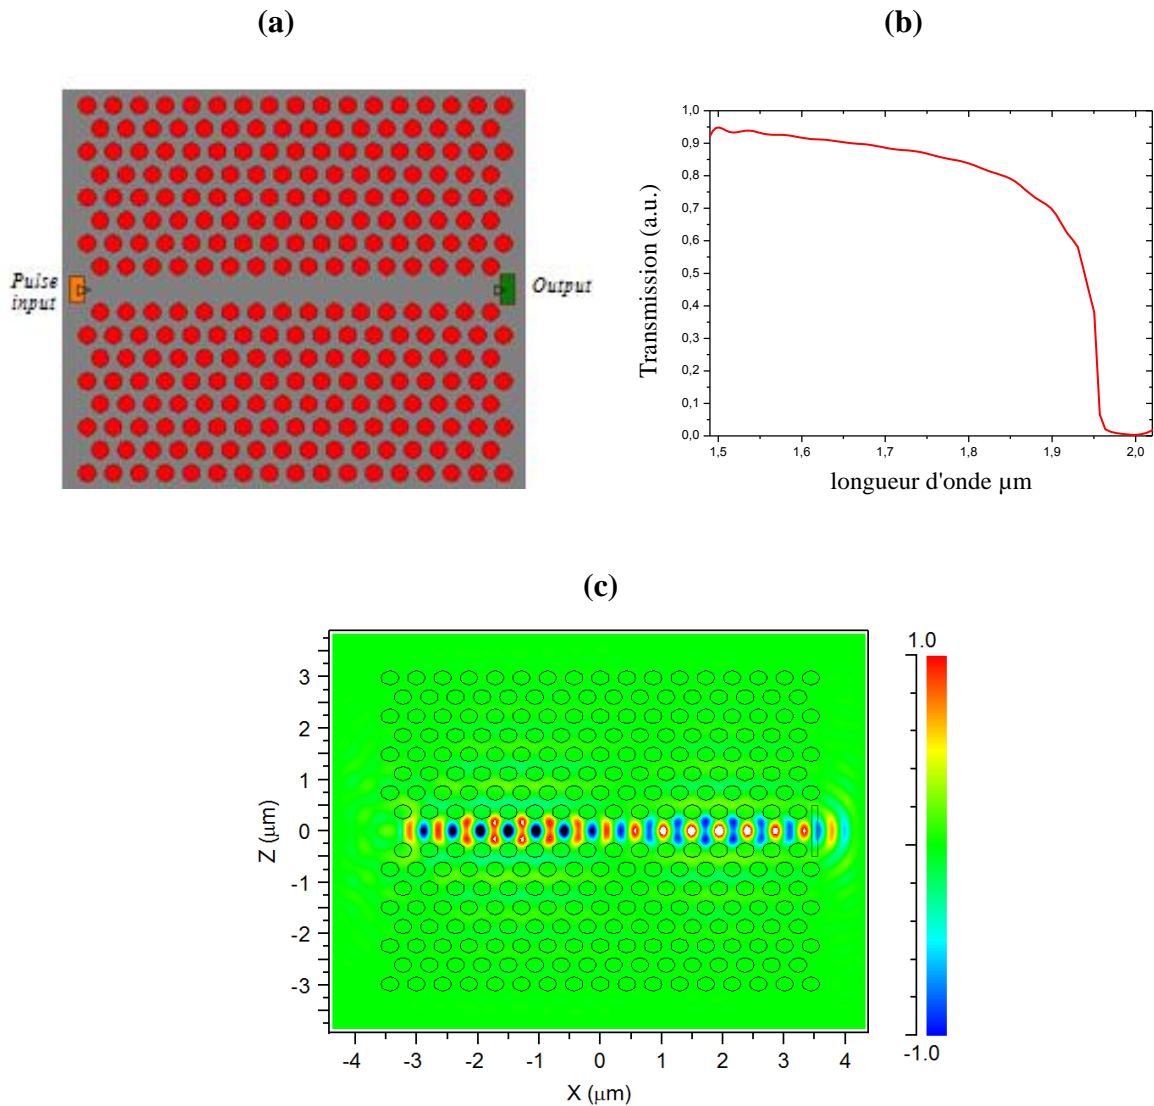 (a)
(b)
Pulse
input
Output
1,0
0,9
0,8
0,7
0,6
0,5
0,4
0,3
0,2
0,1
0,0
Transmission (a.u.)
1,5 1,6 1,7 1,8 1,9 2,0
longueur d'onde µm
(c)
1.0
-1.0
3
2
1
0
-1
-2
-3
Z (µm)
-4 -3 -2 -1 0 1 2 3 4
X (µm)